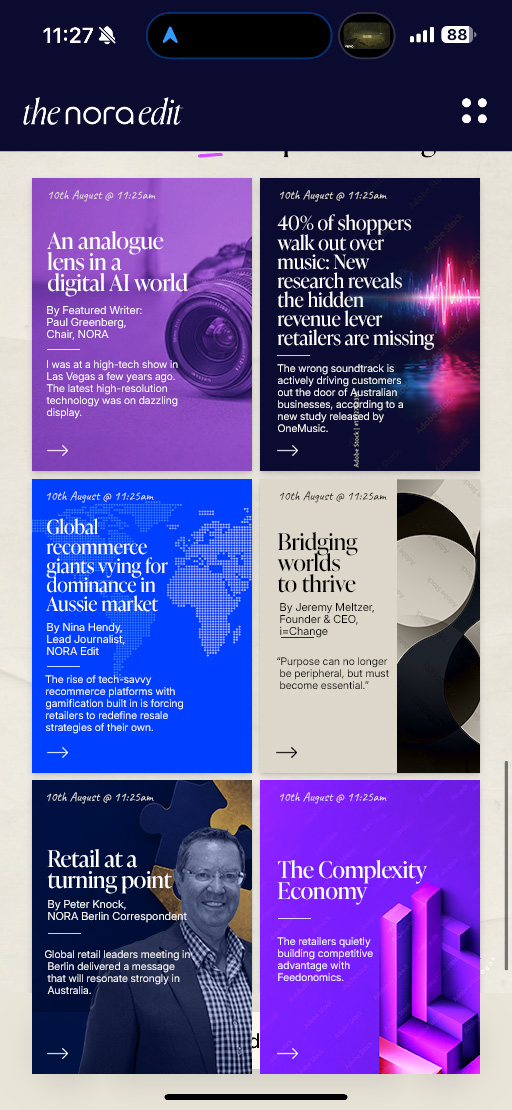 11:27
88
the nora edit
10th August @ 11:25am
An analogue
lens in a
digital AI world
By Featured Writer:
Paul Greenberg,
Chair, NORA
I was at a high-tech show in
Las Vegas a few years ago.
The latest high-resolution
technology was on dazzling
display.
40% of shoppers
walk out over
music: New
research reveals
the hidden
revenue lever
retailers are missing
The wrong soundtrack is
actively driving customers
out the door of Australian
businesses, according to a
new study released by
OneMusic.
Adobe Stock
10th August @ 11:25am
Global
recommerce
giants vying for
dominance in
Aussie market
By Nina Hendy,
Lead Journalist,
NORA Edit
The rise of tech-savvy
recommerce platforms with
gamification built in is forcing
retailers to redefine resale
strategies of their own.
10th August @ 11:25am
Bridging
worlds
to thrive
By Jeremy Meltzer,
Founder & CEO,
i=Change
“Purpose can no longer
be peripheral, but must
become essential.”
10th August @ 11:25am
Retail at a
turning point
By Peter Knock,
NORA Berlin Correspondent
Global retail leaders meeting in
Berlin delivered a message
that will resonate strongly in
Australia.
10th August @ 11:25am
The Complexity
Economy
The retailers quietly
building competitive
advantage with
Feedonomics.